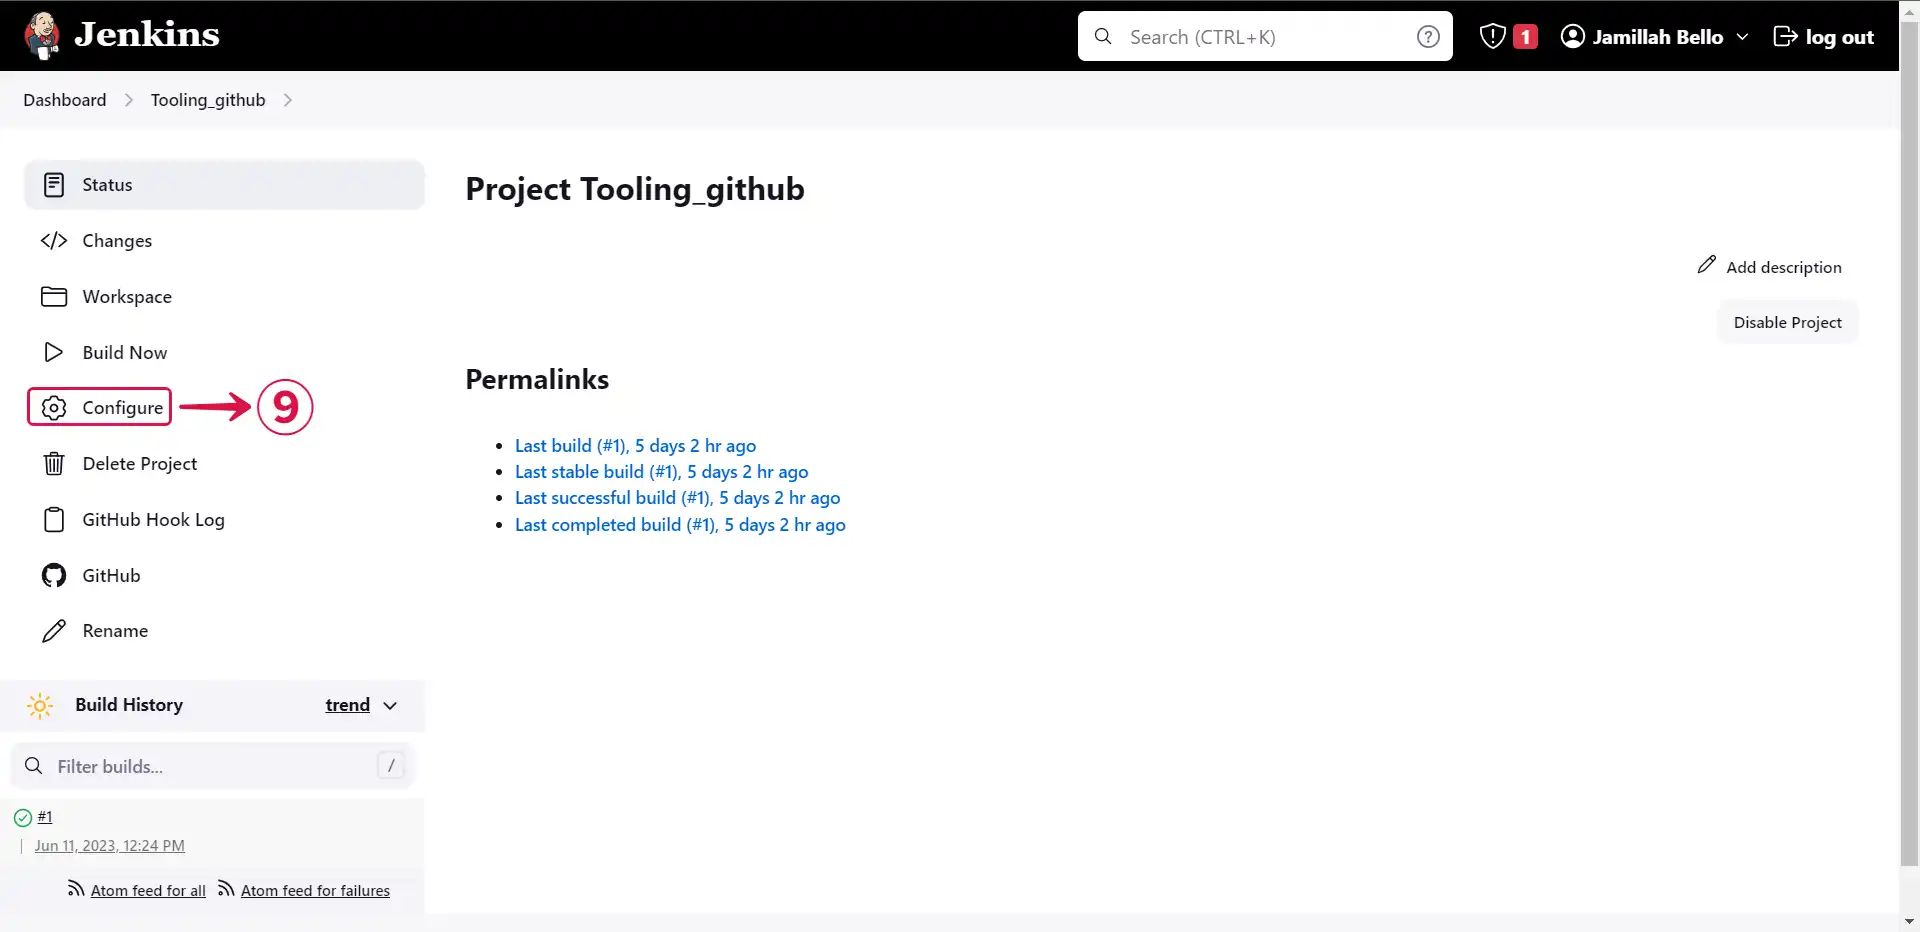 Jenkins
Search (CTRL+K)
?
1
Jamillah Bello
log out
Dashboard
Tooling_github
Status
Changes
Workspace
Build Now
Configure
9
Delete Project
GitHub Hook Log
GitHub
Rename
Build History
trend
Filter builds...
/
#1
Jun 11, 2023, 12:24 PM
Atom feed for all
Atom feed for failures
Project Tooling_github
Add description
Disable Project
Permalinks
Last build (#1), 5 days 2 hr ago
Last stable build (#1), 5 days 2 hr ago
Last successful build (#1), 5 days 2 hr ago
Last completed build (#1), 5 days 2 hr ago